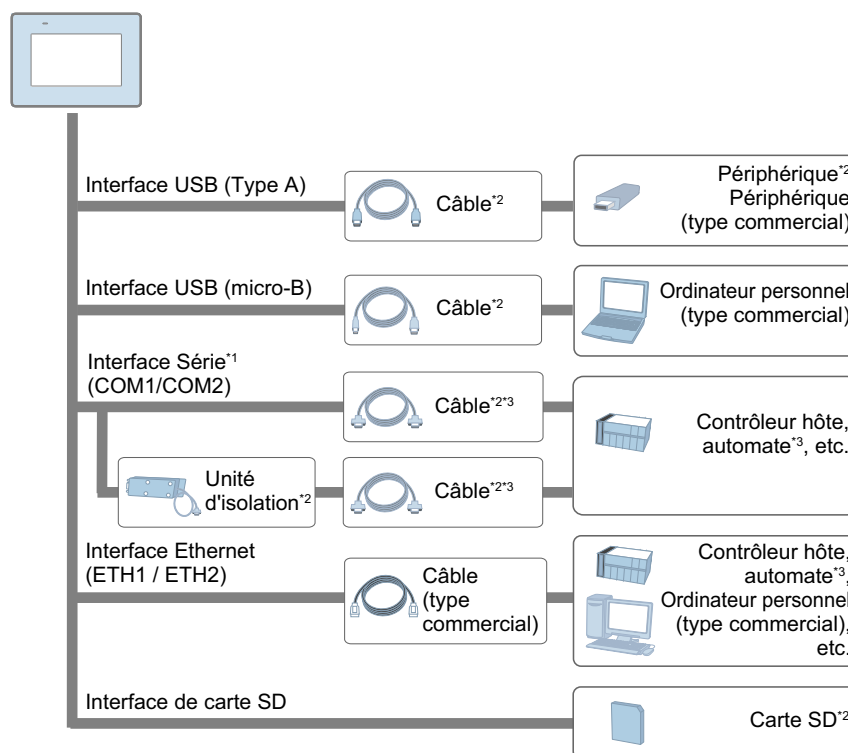 Interface USB (Type A)
Câble*2
Périphérique*2
Périphérique
(type commercial)
Interface USB (micro-B)
Câble*2
Ordinateur personnel
(type commercial)
Interface Série*1
(COM1/COM2)
Câble*2*3
Contrôleur hôte,
automate*3, etc.
Unité
d'isolation*2
Câble*2*3
Interface Ethernet
(ETH1 / ETH2)
Câble
(type
commercial)
Contrôleur hôte,
automate*3,
Ordinateur personnel
(type commercial),
etc.
Interface de carte SD
Carte SD*2